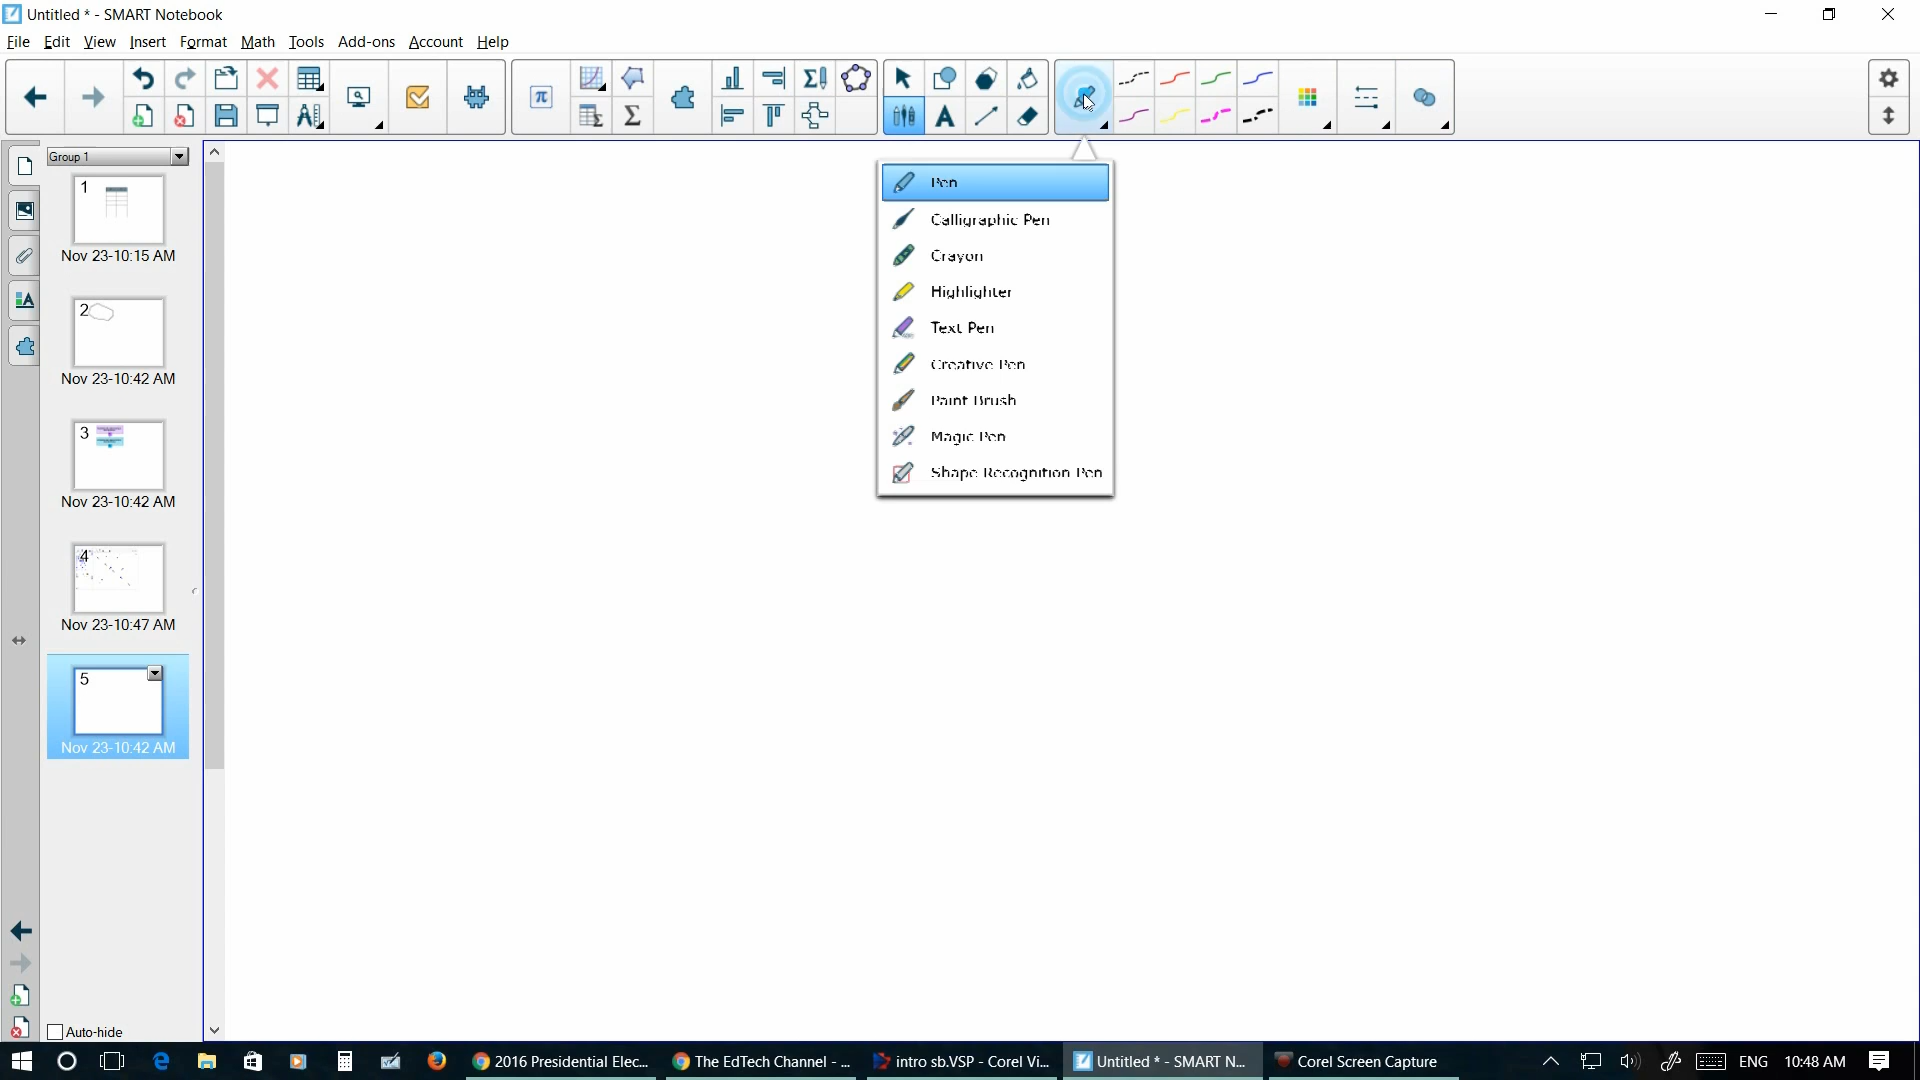 Untitled * - SMART Notebook
File Edit View Insert Format Math Tools Add-ons Account Help
Group 1
1
Nov 23-10:15 AM
2
Nov 23-10:42 AM
3
Nov 23-10:42 AM
4
Nov 23-10:47 AM
5
Nov 23-10:42 AM
Pen
Calligraphic Pen
Crayon
Highlighter
Text Pen
Creative Pen
Paint Brush
Magic Pen
Shape Recognition Pen
Auto-hide
2016 Presidential Elec... The EdTech Channel - ... intro sb.VSP - Corel Vi... Untitled * - SMART N... Corel Screen Capture ENG 10:48 AM